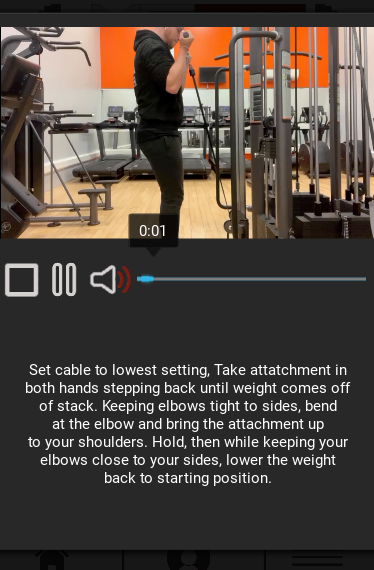 0:01
Set cable to lowest setting, Take attatchment in
both hands stepping back until weight comes off
of stack. Keeping elbows tight to sides, bend
at the elbow and bring the attachment up
to your shoulders. Hold, then while keeping your
elbows close to your sides, lower the weight
back to starting position.